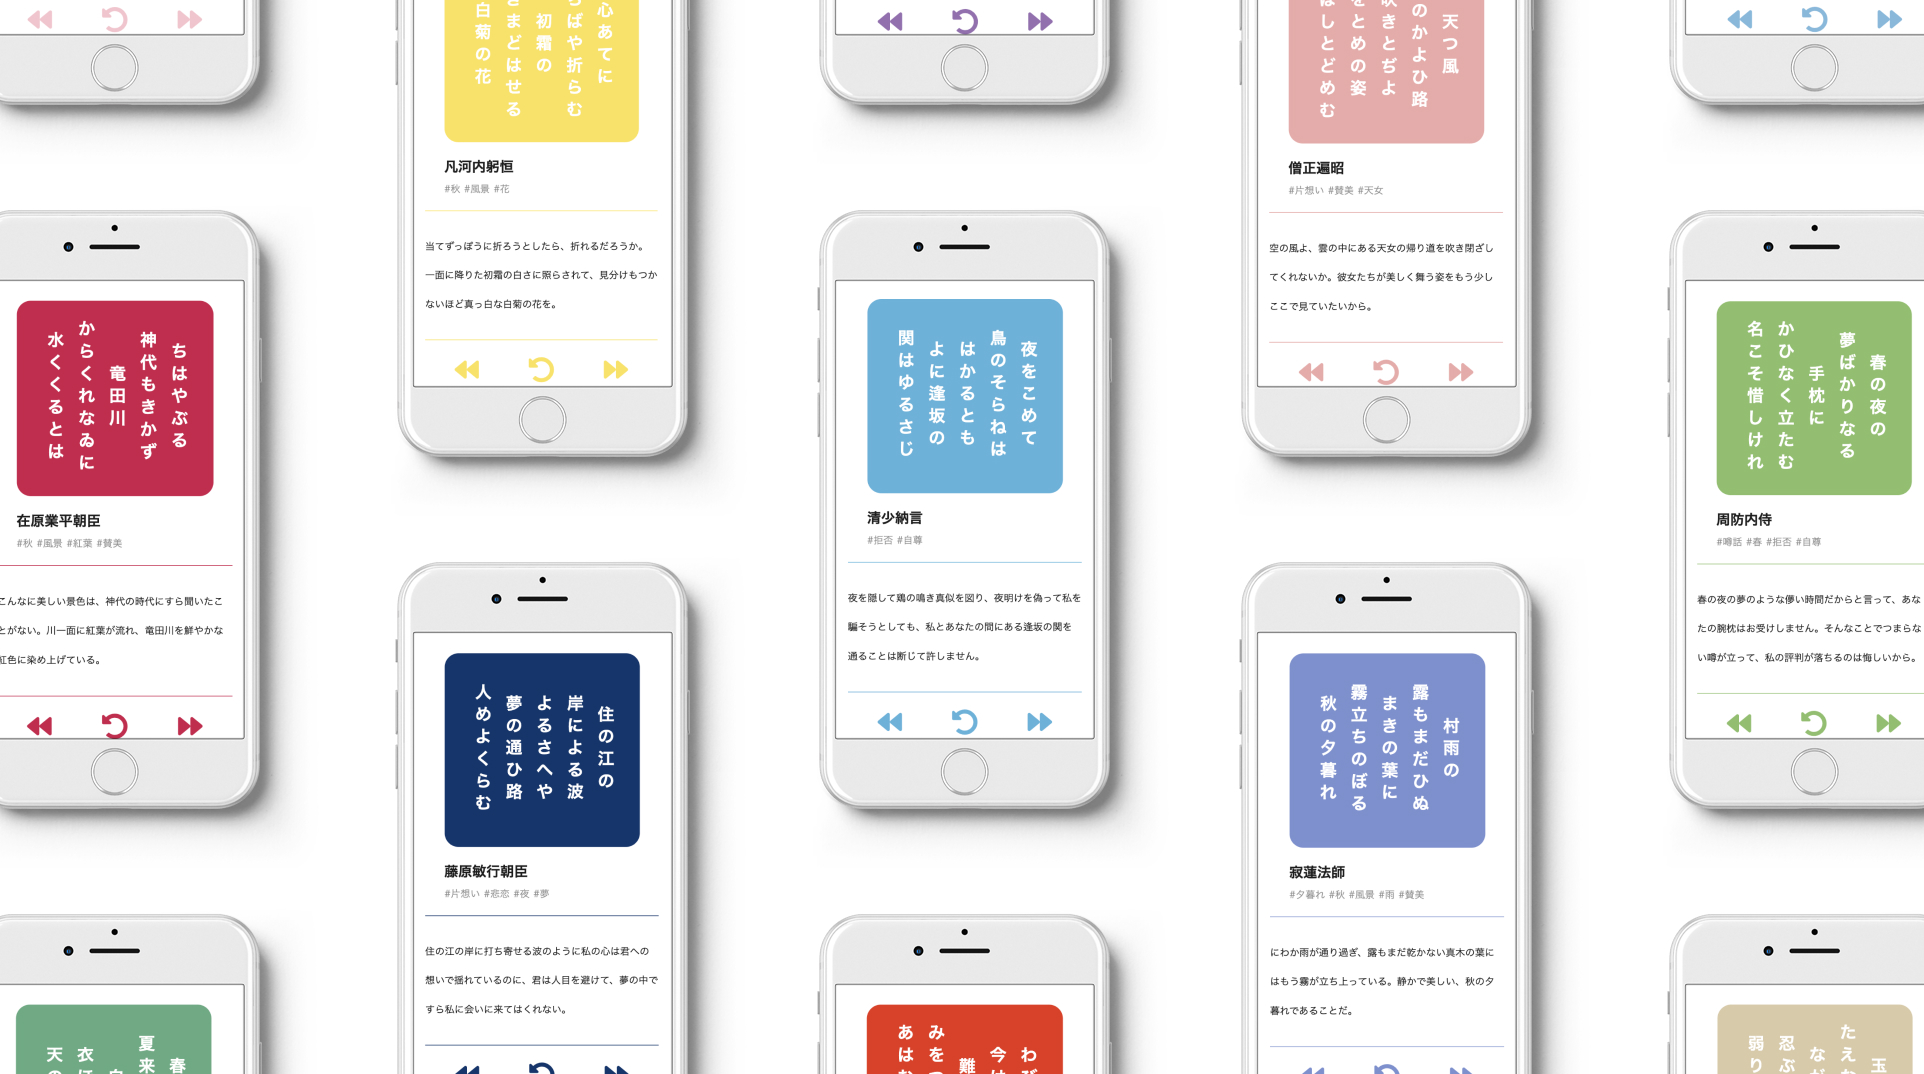 心あてに
らばや折らむ
初霜の
きまどはせる
白菊の花
凡河内躬恒
#秋 #風景 #花
当てずっぽうに折ろうとしたら、折れるだろうか。
一面に降りた初霜の白さに照らされて、見分けもつか
ないほど真っ白な白菊の花を。
天つ風
のかよひ路
吹きとぢよ
をとめの姿
ばしとどめむ
僧正遍昭
#片想い #賛美 #天女
空の風よ、雲の中にある天女の帰り道を吹き閉ざし
てくれないか。彼女たちが美しく舞う姿をもう少し
ここで見ていたいから。
ちはやぶる
神代もきかず
竜田川
からくれなゐに
水くくるとは
在原業平朝臣
#秋 #風景 #紅葉 #賛美
こんなに美しい景色は、神代の時代にすら聞いたこ
とがない。川一面に紅葉が流れ、竜田川を鮮やかな
紅色に染め上げている。
夜をこめて
鳥のそらねは
はかるとも
よに逢坂の
関はゆるさじ
清少納言
#拒否 #自尊
夜を隠して鶏の鳴き真似を図り、夜明けを偽って私を
騙そうとしても、私とあなたの間にある逢坂の関を
通ることは断じて許しません。
春の夜の
夢ばかりなる
手枕に
かひなく立たむ
名こそ惜しけれ
周防内侍
#噂話 #春 #拒否 #自尊
春の夜の夢のような儚い時間だからと言って、あな
たの腕枕はお受けしません。そんなことでつまらな
い噂が立って、私の評判が落ちるのは悔しいから。
住の江の
岸による波
よるさへや
夢の通ひ路
人めよくらむ
藤原敏行朝臣
#片想い #悲恋 #夜 #夢
住の江の岸に打ち寄せる波のように私の心は君への
想いで揺れているのに、君は人目を避けて、夢の中で
すら私に会いに来てはくれない。
村雨の
露もまだひぬ
まきの葉に
霧立ちのぼる
秋の夕暮れ
寂蓮法師
#夕暮れ #秋 #風景 #雨 #賛美
にわか雨が通り過ぎ、露もまだ乾かない真木の葉に
はもう霧が立ち上っている。静かで美しい、秋の夕
暮れであることだ。
春
夏来
衣ほ
天の
わび
今は
難
みをつ
あはむ
玉
たえね
なが
忍ぶ
弱り